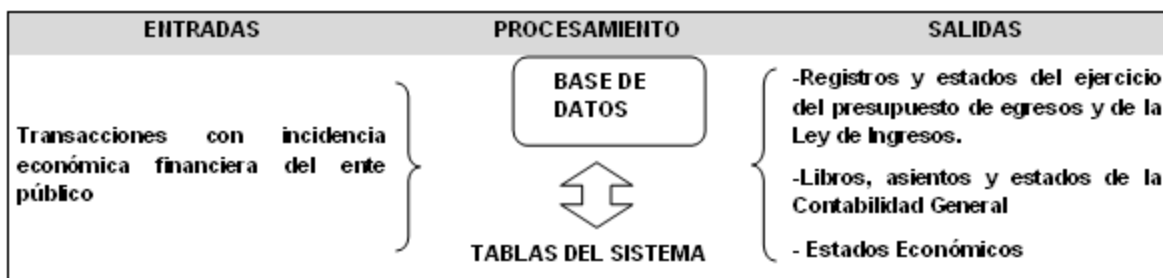 ENTRADAS
PROCESAMIENTO
SALIDAS
Transacciones con incidencia
económica financiera del ente
público
BASE DE
DATOS
TABLAS DEL SISTEMA
-Registros y estados del ejercicio
del presupuesto de egresos y de la
Ley de Ingresos.
-Libros, asientos y estados de la
Contabilidad General
- Estados Económicos